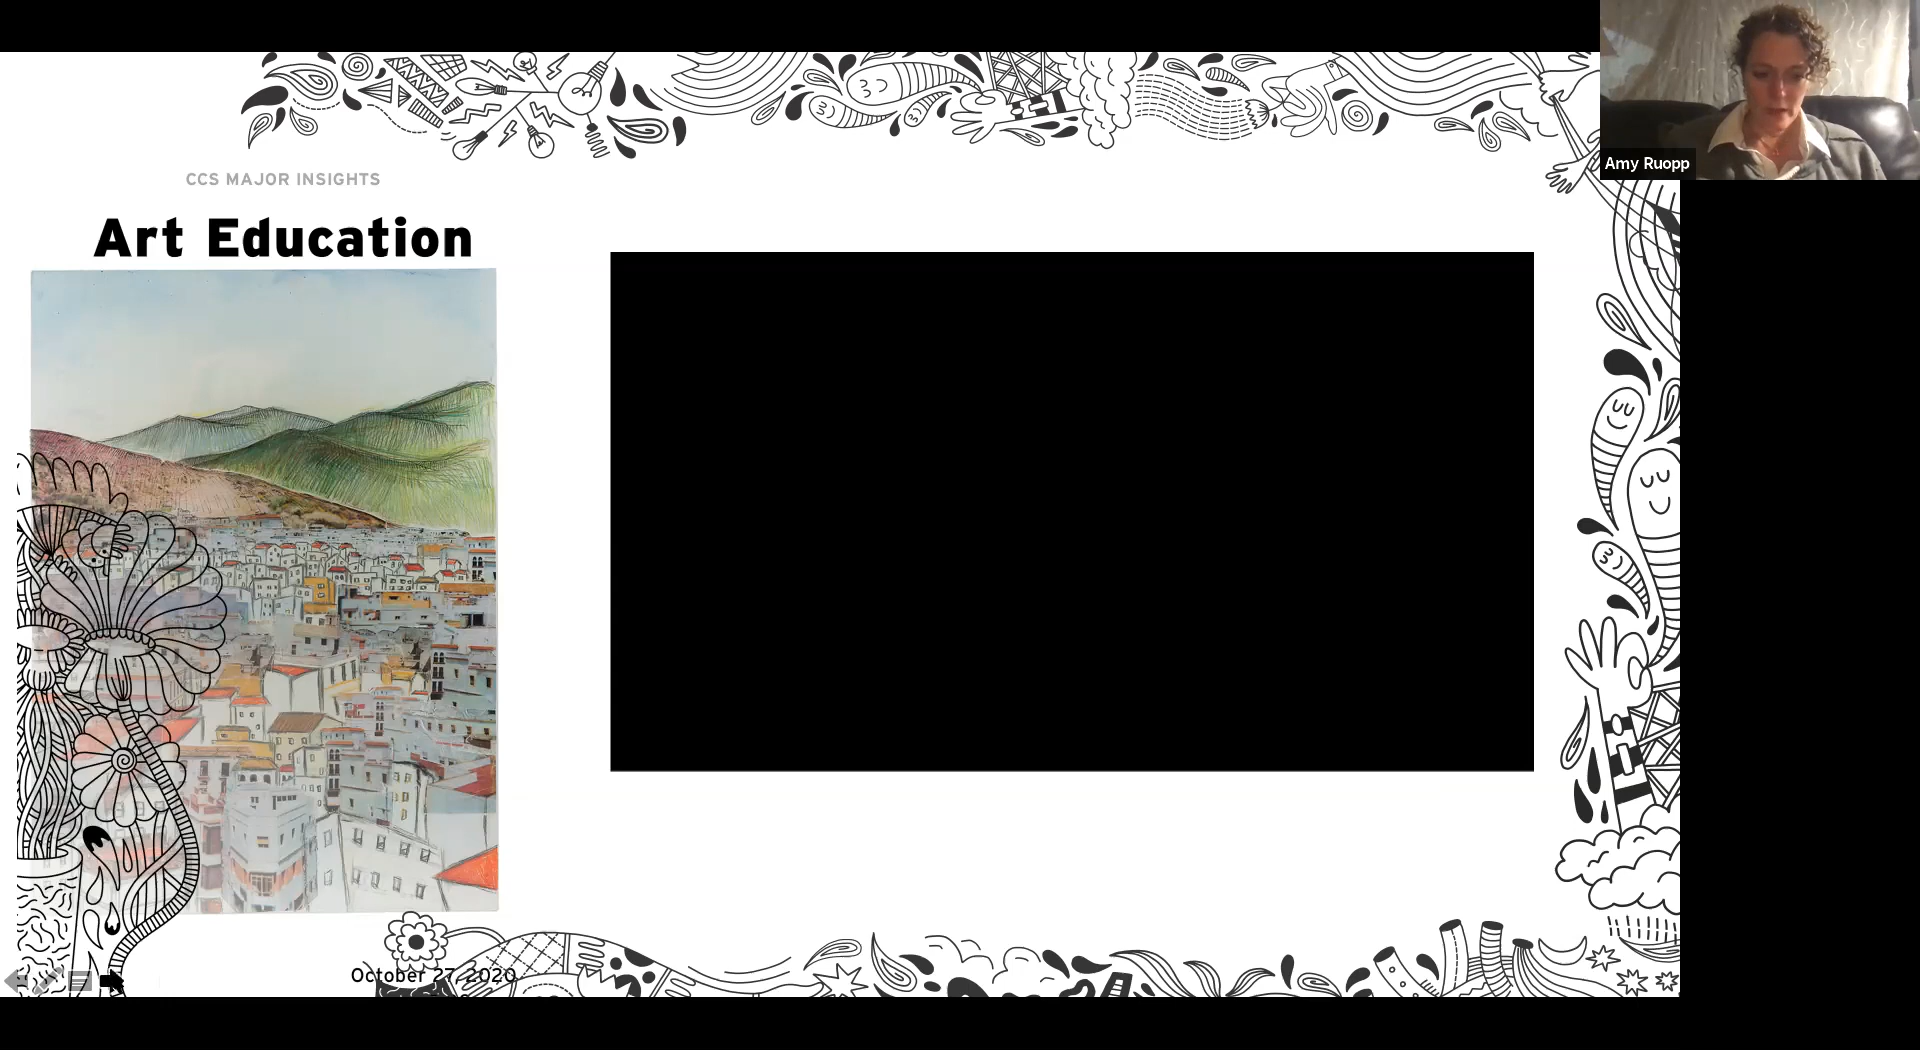 CCS MAJOR INSIGHTS
Art Education
October 27, 2020
Amy Ruopp